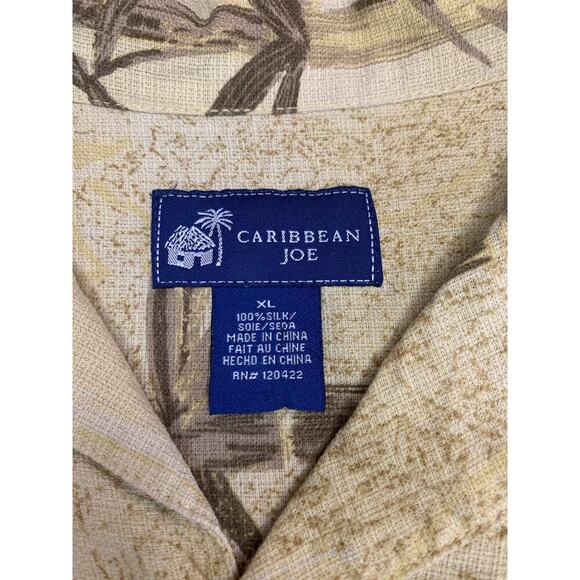 CARIBBEAN
JOE
XL
100%SILK/
SOIE/SEDA
MADE IN CHINA
FAIT AU CHINE
HECHO EN CHINA
RN# 120422